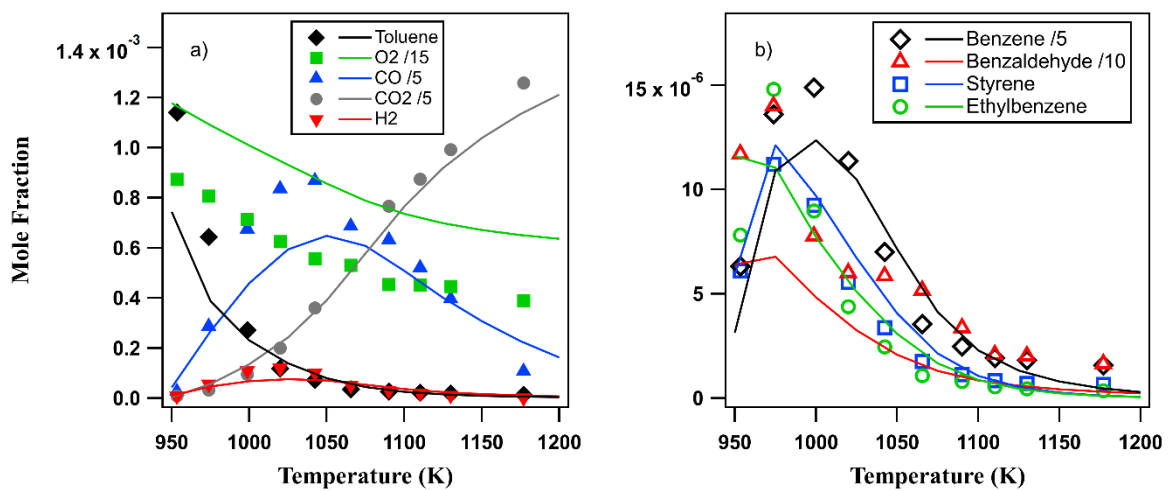 1.4 x 10⁻³
1.2
1.0
0.8
0.6
0.4
0.2
0.0
Mole Fraction
a)
Toluene
O2 /15
CO /5
CO2 /5
H2
950 1000 1050 1100 1150 1200
Temperature (K)
15 x 10⁻⁶
10
5
0
b)
Benzene /5
Benzaldehyde /10
Styrene
Ethylbenzene
950 1000 1050 1100 1150 1200
Temperature (K)